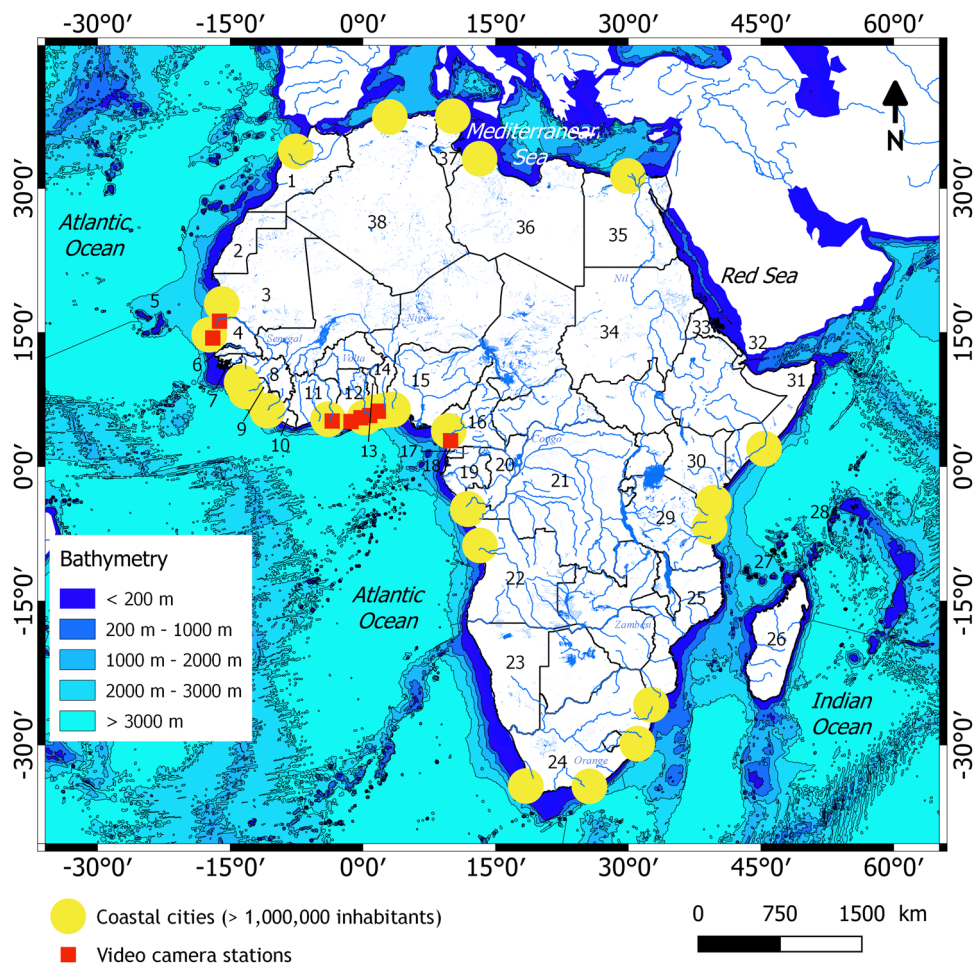 -30°0′ -15°0′ 0°0′ 15°0′ 30°0′ 45°0′ 60°0′
30°0′
15°0′
0°0′
-15°0′
-30°0′
30°0′
15°0′
0°0′
-15°0′
-30°0′
N
Mediterranear
Sea
Atlantic
Ocean
Red Sea
Atlantic
Ocean
Indian
Ocean
Nil
Niger
Senegal
Volta
Congo
Zambesi
Orange
1
2
3
4
5
6
7
8
9
10
11
12
13
14
15
16
17
18
19
20
21
22
23
24
25
26
27
28
29
30
31
32
33
34
35
36
37
38
Bathymetry
< 200 m
200 m - 1000 m
1000 m - 2000 m
2000 m - 3000 m
> 3000 m
-30°0′ -15°0′ 0°0′ 15°0′ 30°0′ 45°0′ 60°0′
Coastal cities (> 1,000,000 inhabitants)
Video camera stations
0 750 1500 km